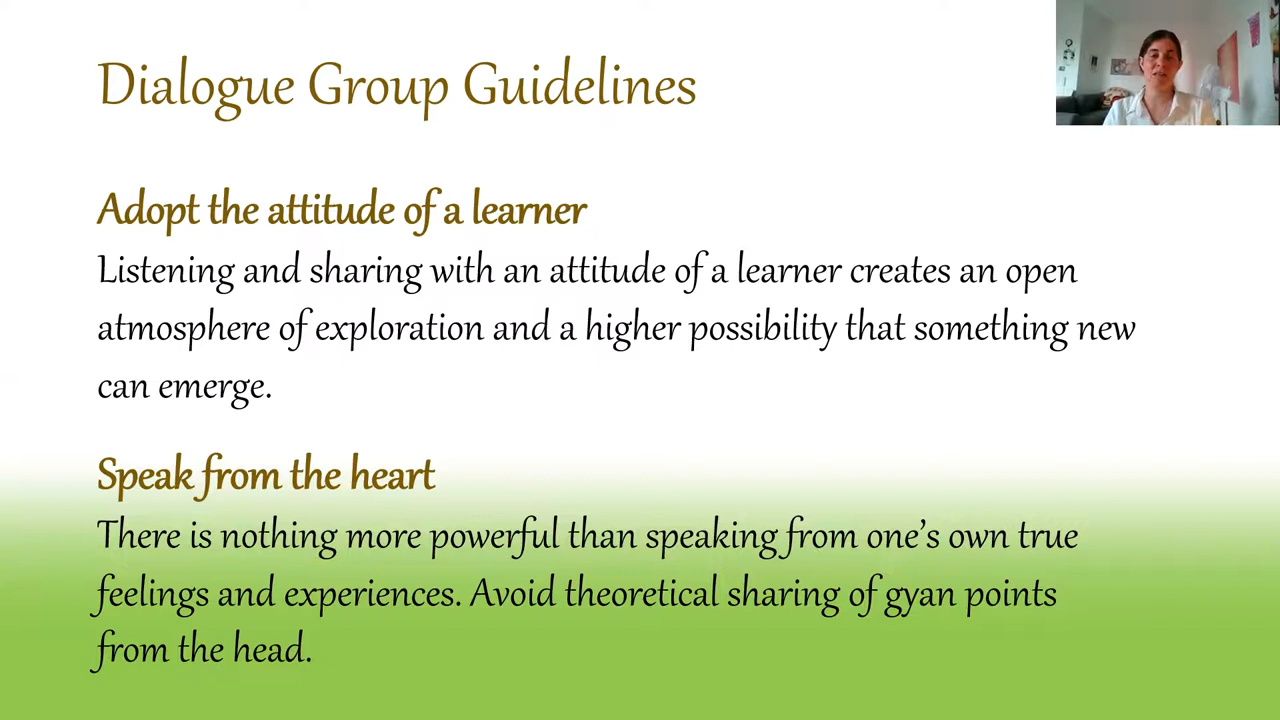 Dialogue Group Guidelines
Adopt the attitude of a learner
Listening and sharing with an attitude of a learner creates an open
atmosphere of exploration and a higher possibility that something new
can emerge.
Speak from the heart
There is nothing more powerful than speaking from one’s own true
feelings and experiences. Avoid theoretical sharing of gyan points
from the head.